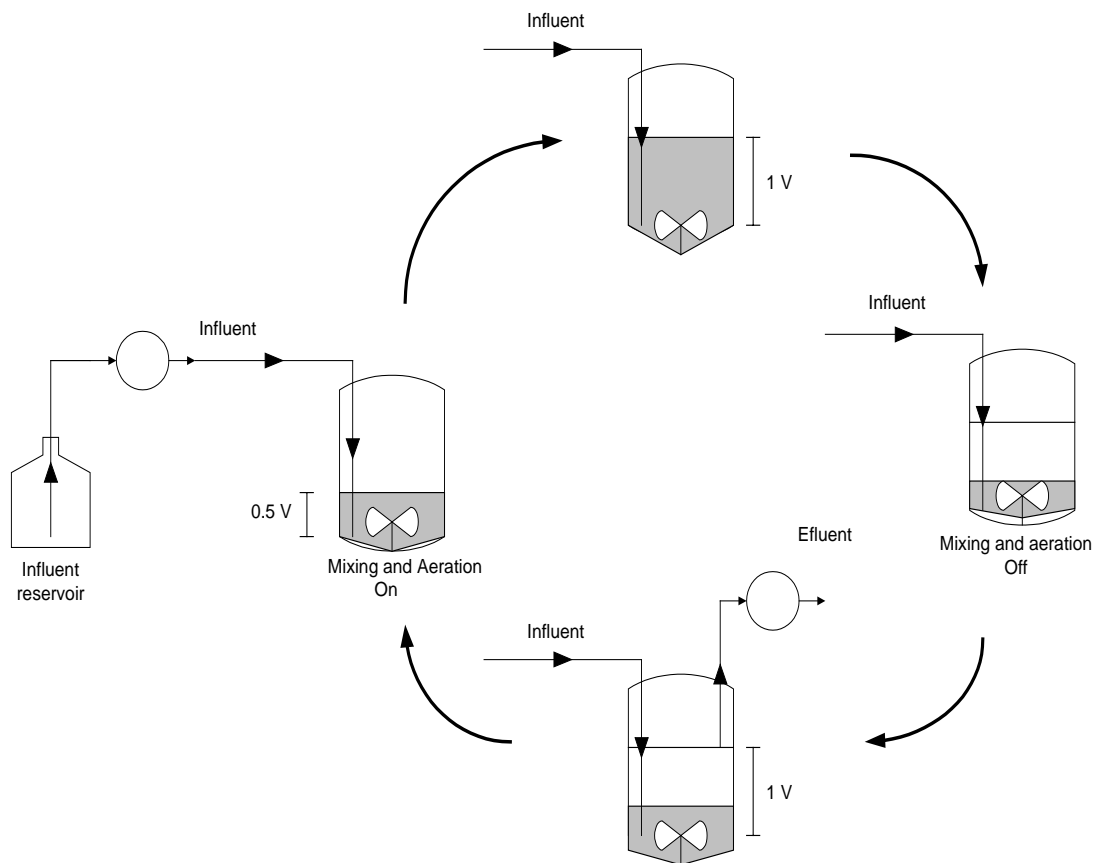 Influent
1 V
Influent
Influent
0.5 V
Influent
reservoir
Mixing and Aeration
On
Efluent
Mixing and aeration
Off
Influent
1 V